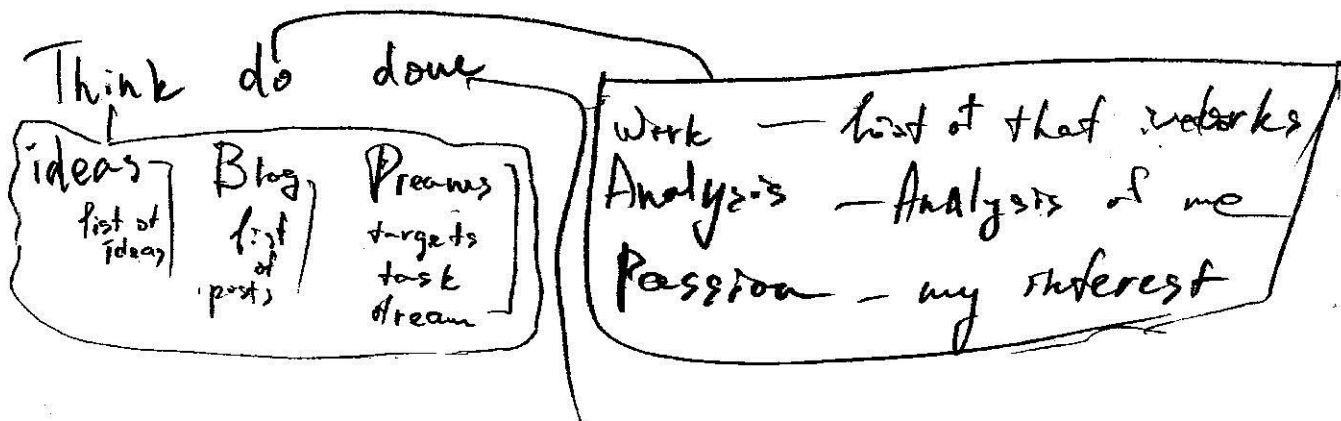 Think do done
ideas Blog Dreams
list of ideas
list of posts
targets
task
dream
Work — list of that works
Analysis — Analysis of me
Passion — my interest